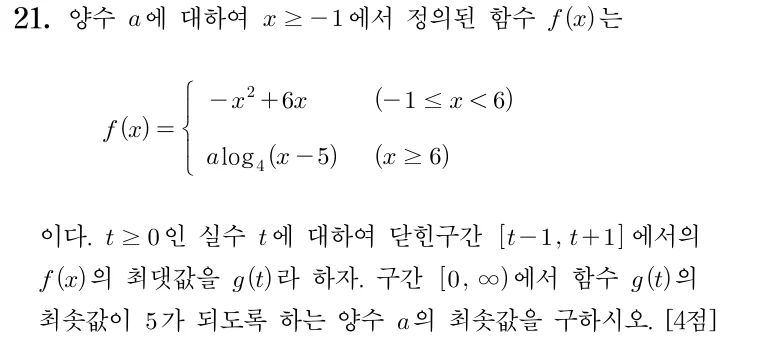 21. 양수 a에 대하여 x ≥ -1에서 정의된 함수 f(x)는
f(x) = { -x² + 6x (-1 ≤ x < 6)
a log₄(x-5) (x ≥ 6)
이다. t ≥ 0인 실수 t에 대하여 닫힌구간 [t-1, t+1]에서의
f(x)의 최댓값을 g(t)라 하자. 구간 [0, ∞)에서 함수 g(t)의
최솟값이 5가 되도록 하는 양수 a의 최솟값을 구하시오. [4점]